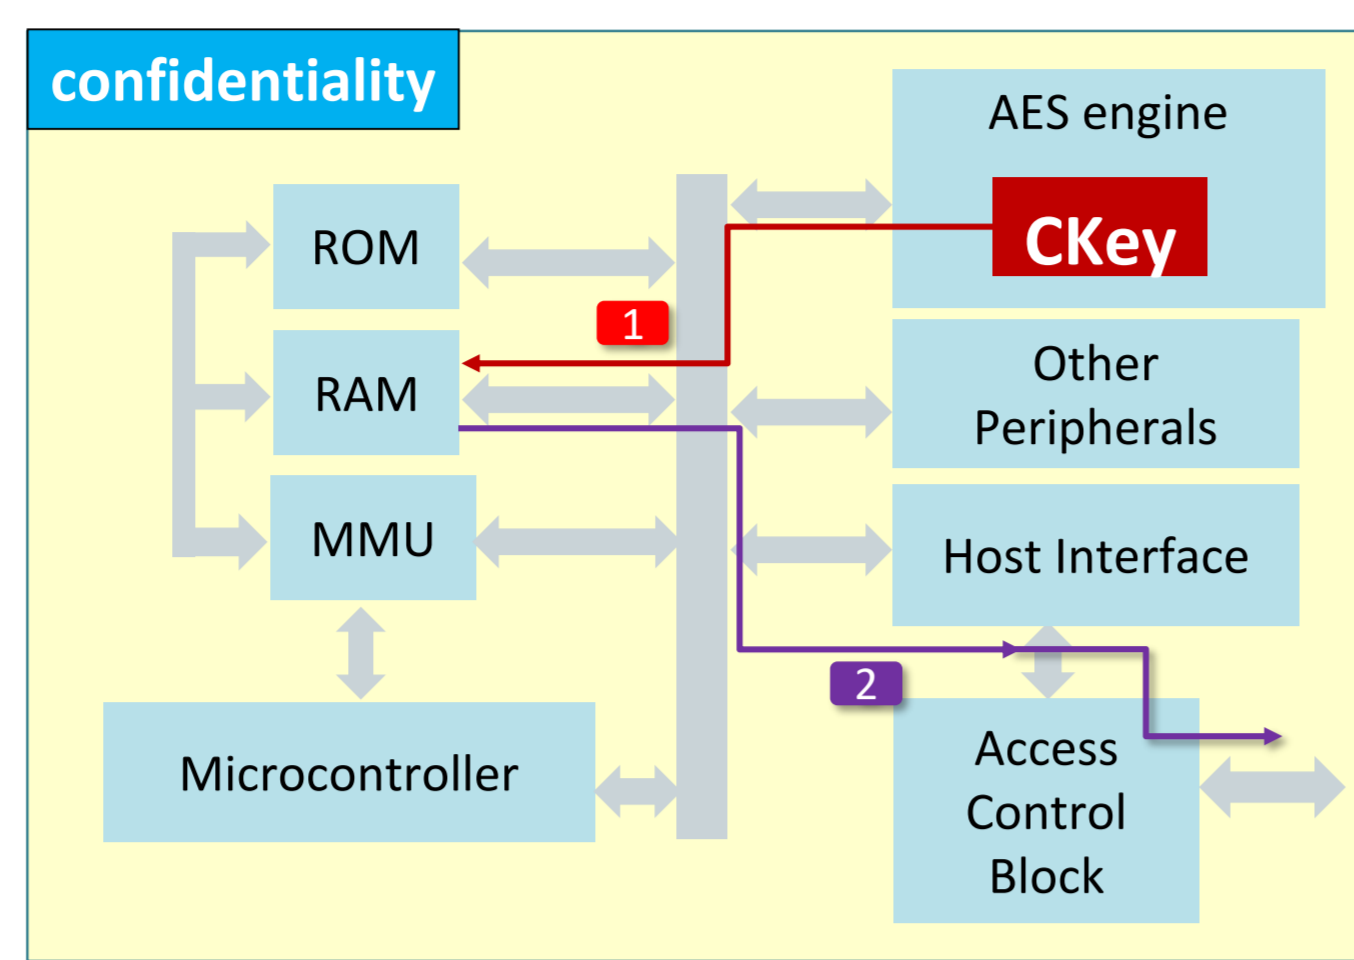 confidentiality
AES engine
CKey
ROM
1
RAM
Other
Peripherals
MMU
Host Interface
2
Microcontroller
Access
Control
Block